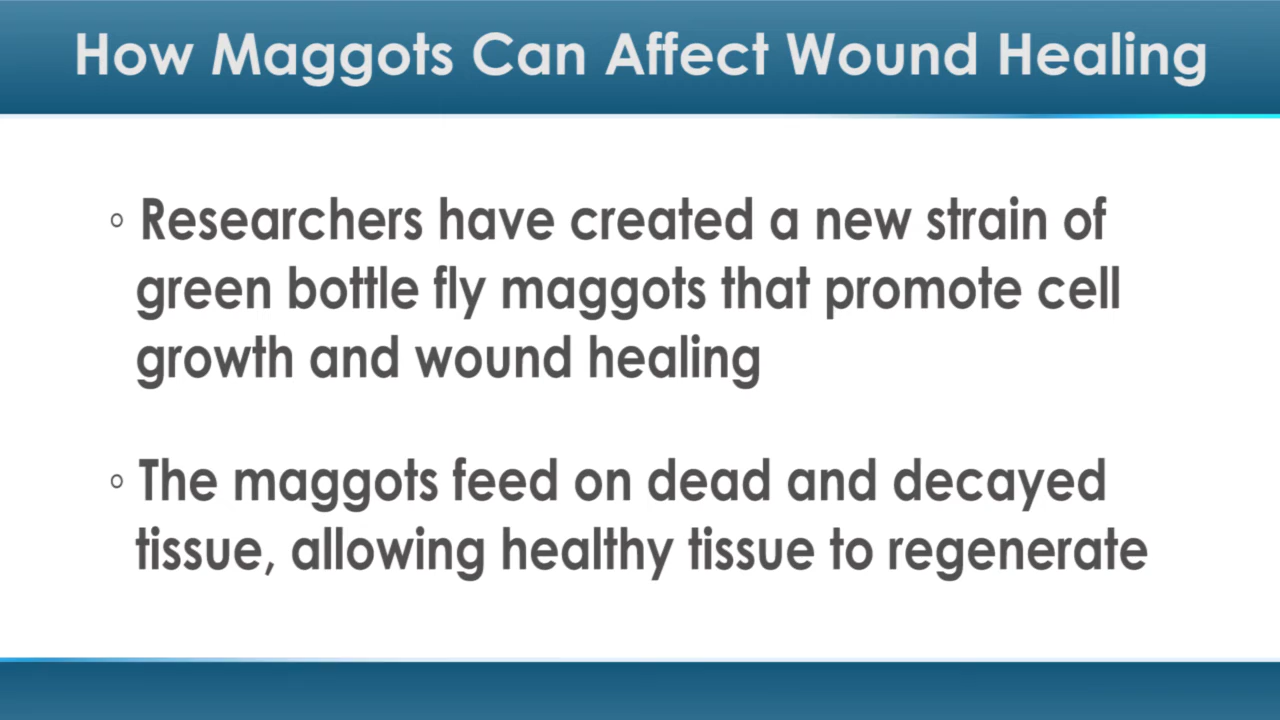 How Maggots Can Affect Wound Healing
◦ Researchers have created a new strain of
green bottle fly maggots that promote cell
growth and wound healing
◦ The maggots feed on dead and decayed
tissue, allowing healthy tissue to regenerate